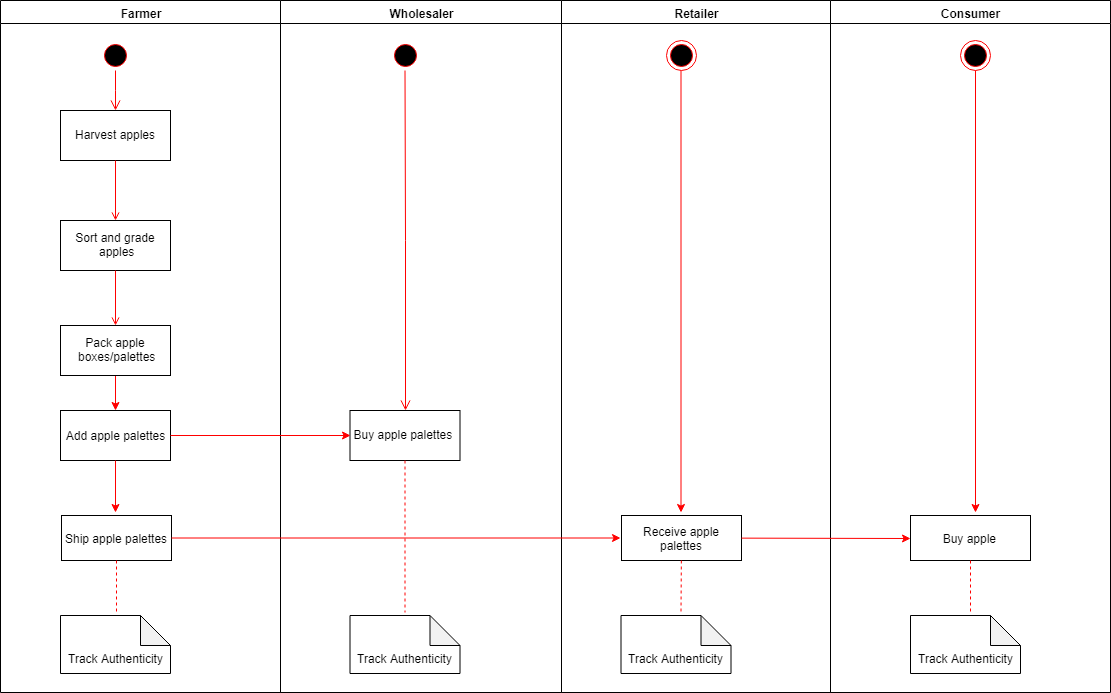 Farmer
Wholesaler
Retailer
Consumer
Harvest apples
Sort and grade
apples
Pack apple
boxes/palettes
Add apple palettes
Buy apple palettes
Ship apple palettes
Receive apple
palettes
Buy apple
Track Authenticity
Track Authenticity
Track Authenticity
Track Authenticity